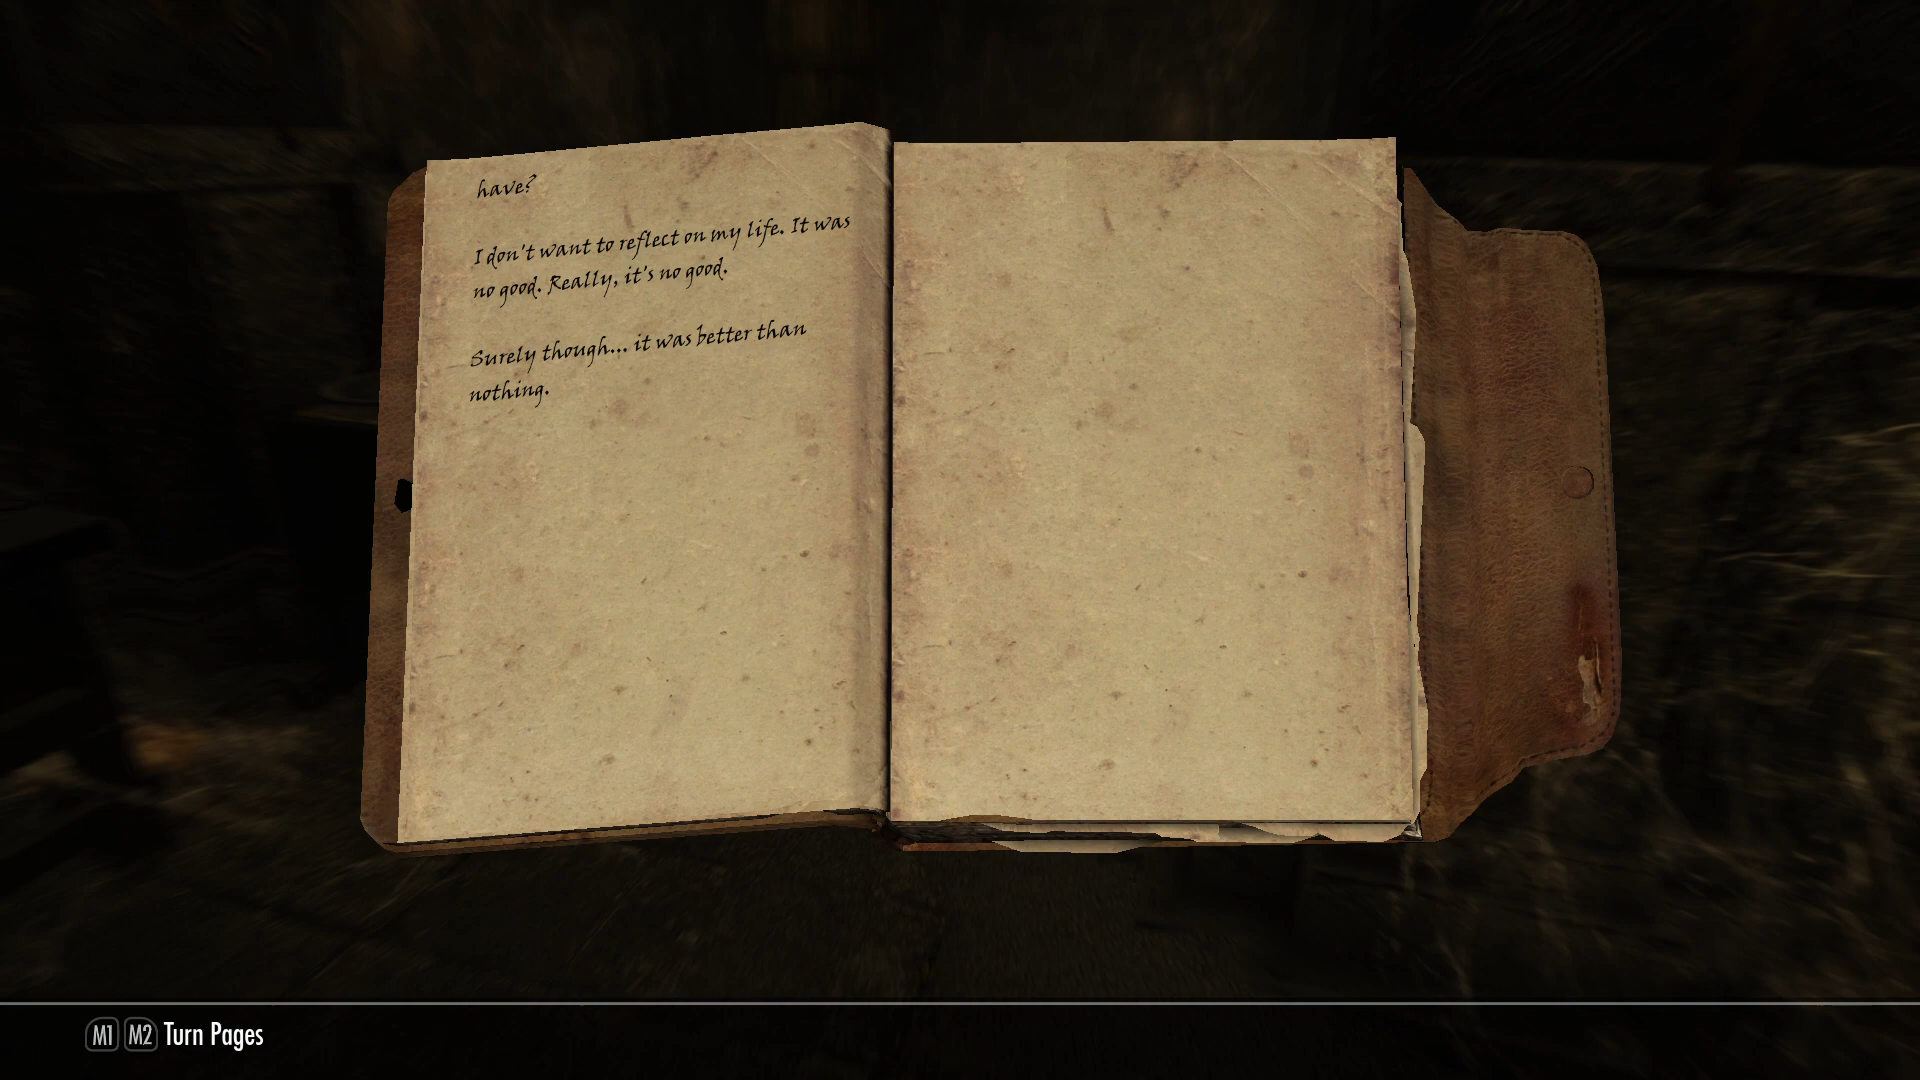 have?
I don't want to reflect on my life. It was
no good. Really, it's no good.
Surely though... it was better than
nothing.
M1 M2 Turn Pages